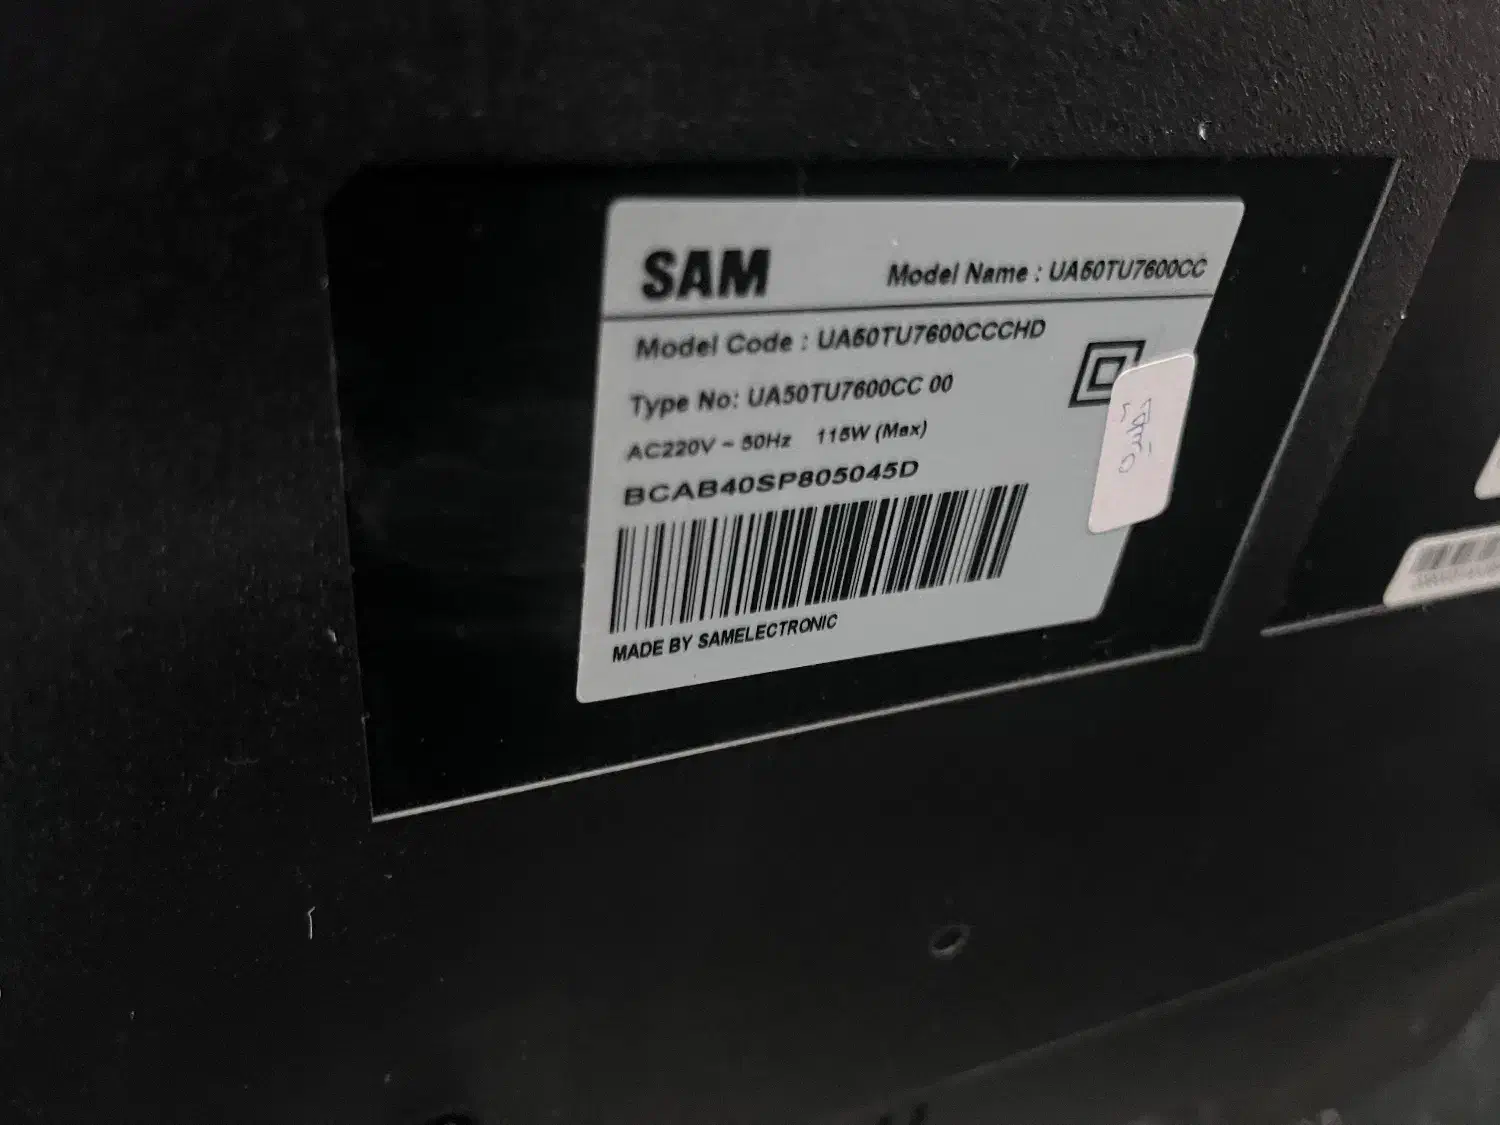 SAM
Model Name : UA50TU7600CC
Model Code : UA50TU7600CCCHD
Type No: UA50TU7600CC 00
AC220V ~ 50Hz 115W (Max)
BCAB40SP805045D
MADE BY SAMELECTRONIC